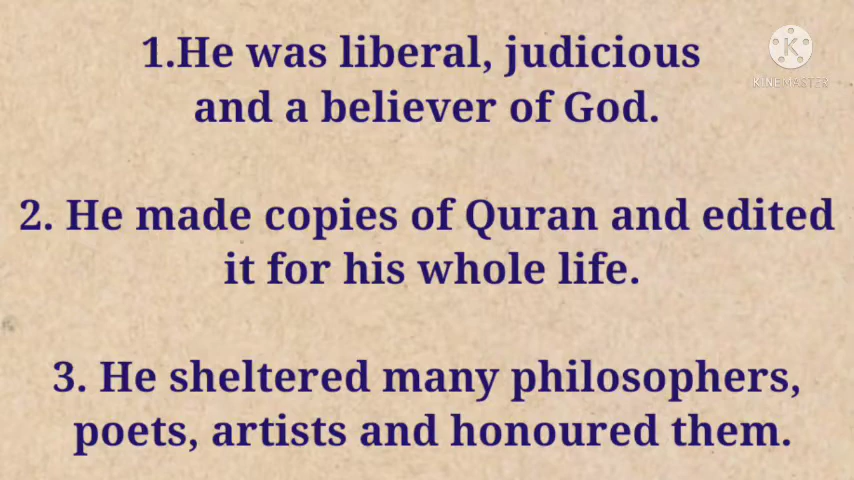 1.He was liberal, judicious
and a believer of God.
2. He made copies of Quran and edited
it for his whole life.
3. He sheltered many philosophers,
poets, artists and honoured them.
K
KINEMASTER